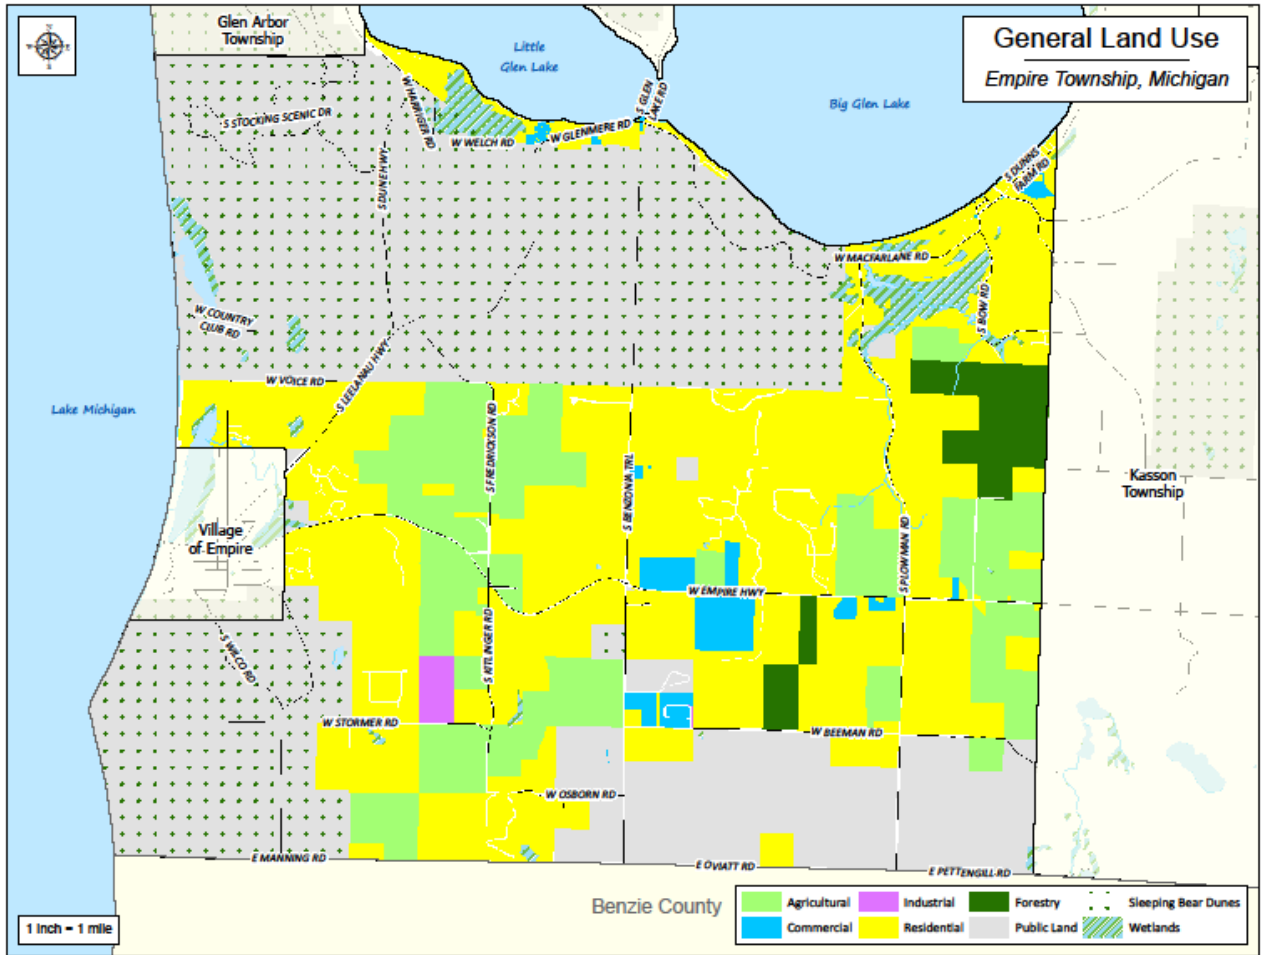 Glen Arbor
Township
Little
Glen Lake
General Land Use
Empire Township, Michigan
Big Glen Lake
S STOCKING SCENIC DR
W HARRIGER RD
S GLEN
LAKE RD
W WELCH RD
W GLENMERE RD
S DUNEHWY
S DUNNS
FARM RD
W MACFARLANE RD
S BOW RD
W COUNTRY
CLUB RD
S LEELANAU HWY
W VOICE RD
Lake Michigan
S FREDRICKSON RD
S BENZONIA TRL
Kasson
Township
Village
of Empire
S PLOWMAN RD
W EMPIRE HWY
S KITLINGER RD
S WILCO RD
W STORMER RD
W BEEMAN RD
W OSBORN RD
E MANNING RD
E OVIATT RD
E PETTENGILL RD
Benzie County
Agricultural
Industrial
Forestry
Sleeping Bear Dunes
Commercial
Residential
Public Land
Wetlands
1 inch = 1 mile